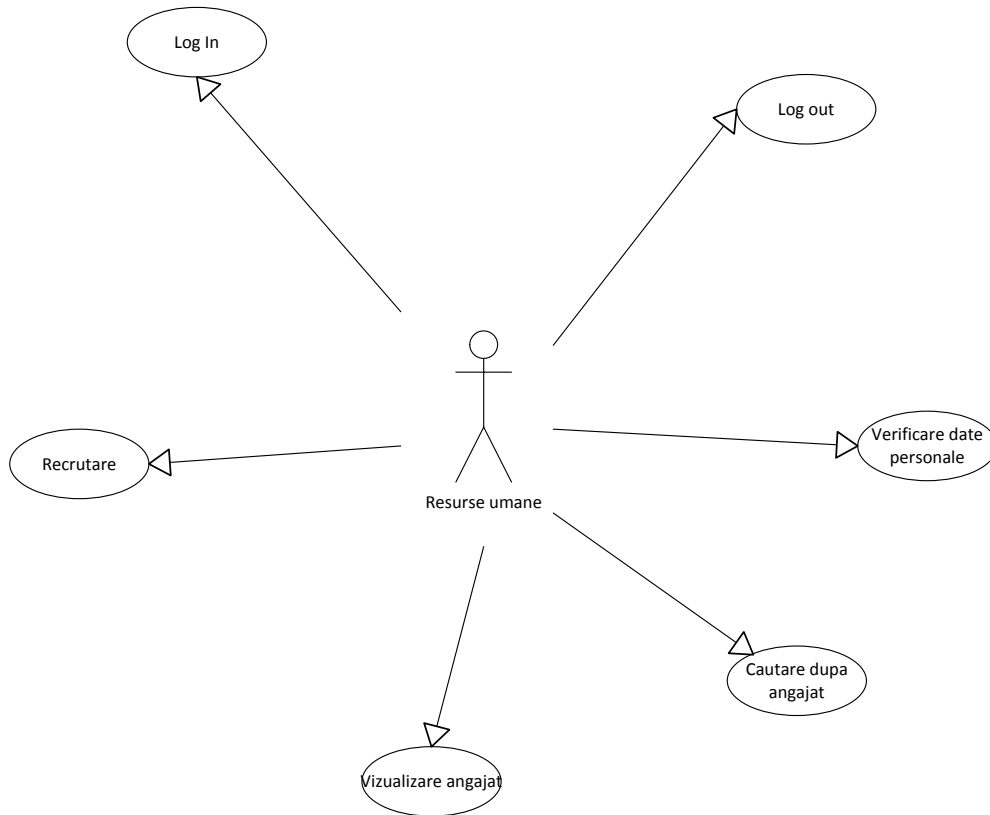 Log In
Log out
Verificare date
personale
Recrutare
Resurse umane
Cautare dupa
angajat
Vizualizare angajat